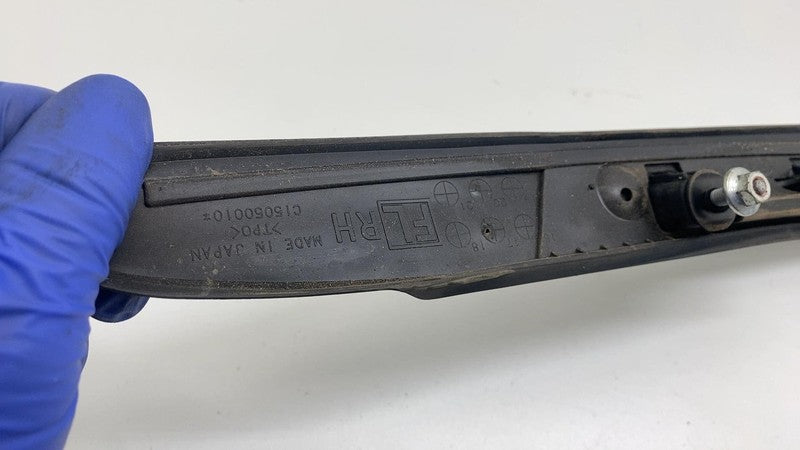 FL
RH
MADE IN JAPAN
>TPO<
C15050010